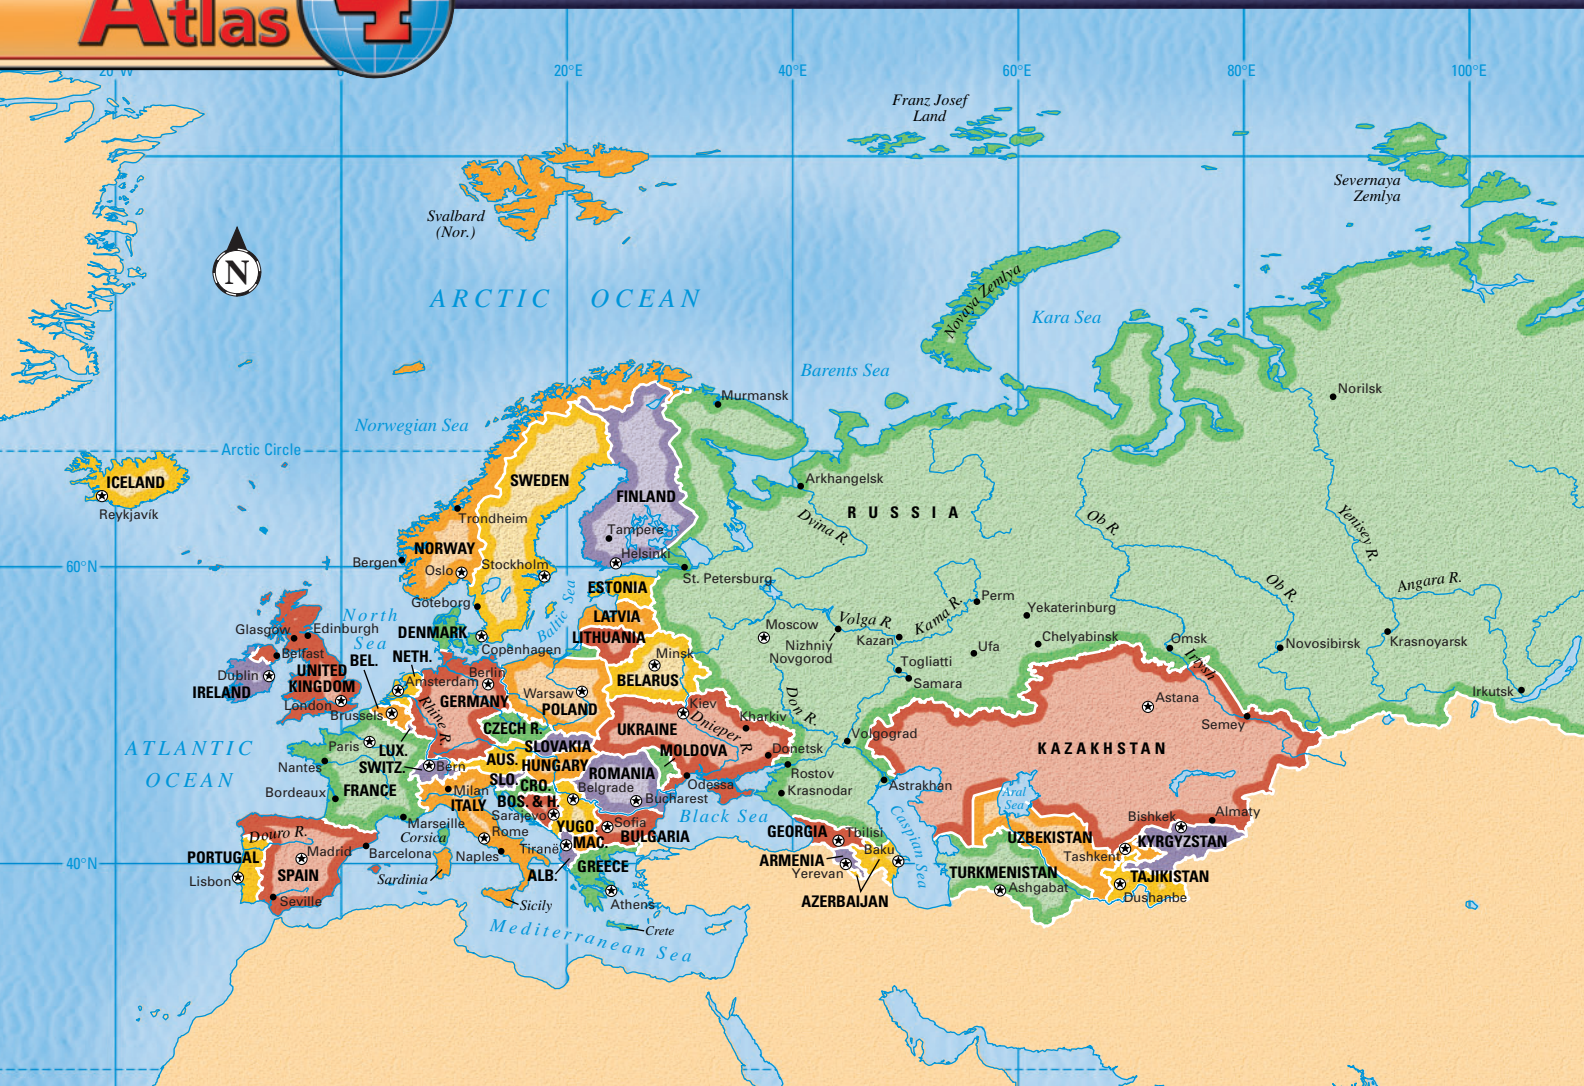 Atlas 4
20°W
0°
20°E
40°E
60°E
80°E
100°E
Franz Josef
Land
Severnaya
Zemlya
Svalbard
(Nor.)
N
ARCTIC OCEAN
Novaya Zemlya
Kara Sea
Barents Sea
Murmansk
Norilsk
Norwegian Sea
Arctic Circle
ICELAND
Reykjavík
SWEDEN
FINLAND
Arkhangelsk
RUSSIA
Trondheim
Tampere
Dvina R.
Ob R.
Yenisey R.
NORWAY
Bergen
Oslo
Stockholm
Helsinki
60°N
St. Petersburg
Ob R.
Angara R.
ESTONIA
Göteborg
Baltic Sea
Perm
Yekaterinburg
North
Sea
LATVIA
Volga R.
Kama R.
Glasgow
Edinburgh
DENMARK
LITHUANIA
Moscow
Nizhniy
Novgorod
Kazan
Ufa
Chelyabinsk
Omsk
Novosibirsk
Krasnoyarsk
Belfast
BEL.
NETH.
Copenhagen
Minsk
Togliatti
Samara
Irtysh
Dublin
IRELAND
UNITED
KINGDOM
London
Amsterdam
Berlin
GERMANY
Warsaw
POLAND
BELARUS
Astana
Irkutsk
Brussels
Rhine R.
Kiev
Kharkiv
Don R.
Semey
ATLANTIC
OCEAN
Paris
LUX.
CZECH R.
UKRAINE
Dnieper R.
Volgograd
KAZAKHSTAN
Nantes
SWITZ.
Bern
SLOVAKIA
MOLDOVA
Donetsk
AUS.
HUNGARY
Rostov
Bordeaux
FRANCE
Milan
SLO.
CRO.
ROMANIA
Belgrade
Odessa
Krasnodar
Astrakhan
Aral
Sea
ITALY
BOS. & H.
Bucharest
Marseille
Corsica
Sarajevo
Black Sea
Caspian Sea
Almaty
Bishkek
Douro R.
Rome
YUGO.
Sofia
BULGARIA
GEORGIA
Tbilisi
UZBEKISTAN
KYRGYZSTAN
PORTUGAL
Madrid
Barcelona
Naples
Tiranë
MAC.
Baku
Tashkent
40°N
ARMENIA
Yerevan
TURKMENISTAN
TAJIKISTAN
Lisbon
SPAIN
Sardinia
ALB.
GREECE
Ashgabat
Dushanbe
Seville
Sicily
Athens
AZERBAIJAN
Crete
Mediterranean Sea